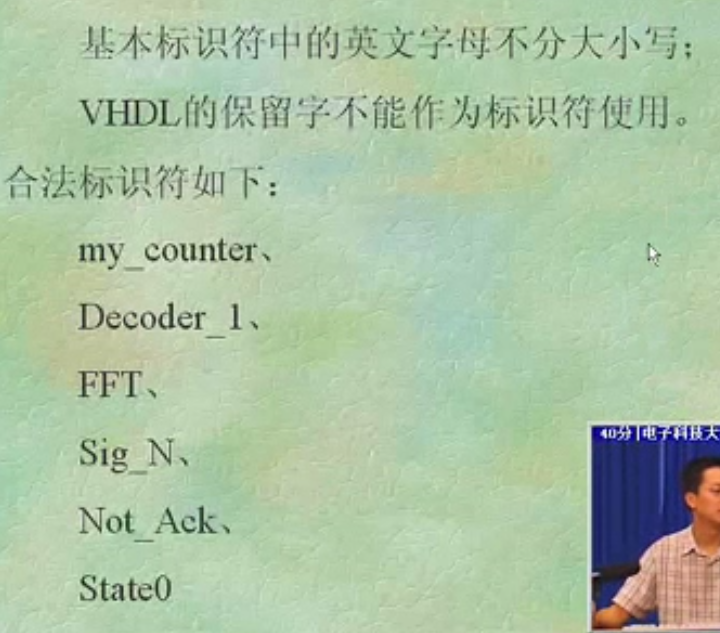 基本标识符中的英文字母不分大小写；
VHDL的保留字不能作为标识符使用。
合法标识符如下：
my_counter、
Decoder_1、
FFT、
Sig_N、
Not_Ack、
State0
40分|电子科技大